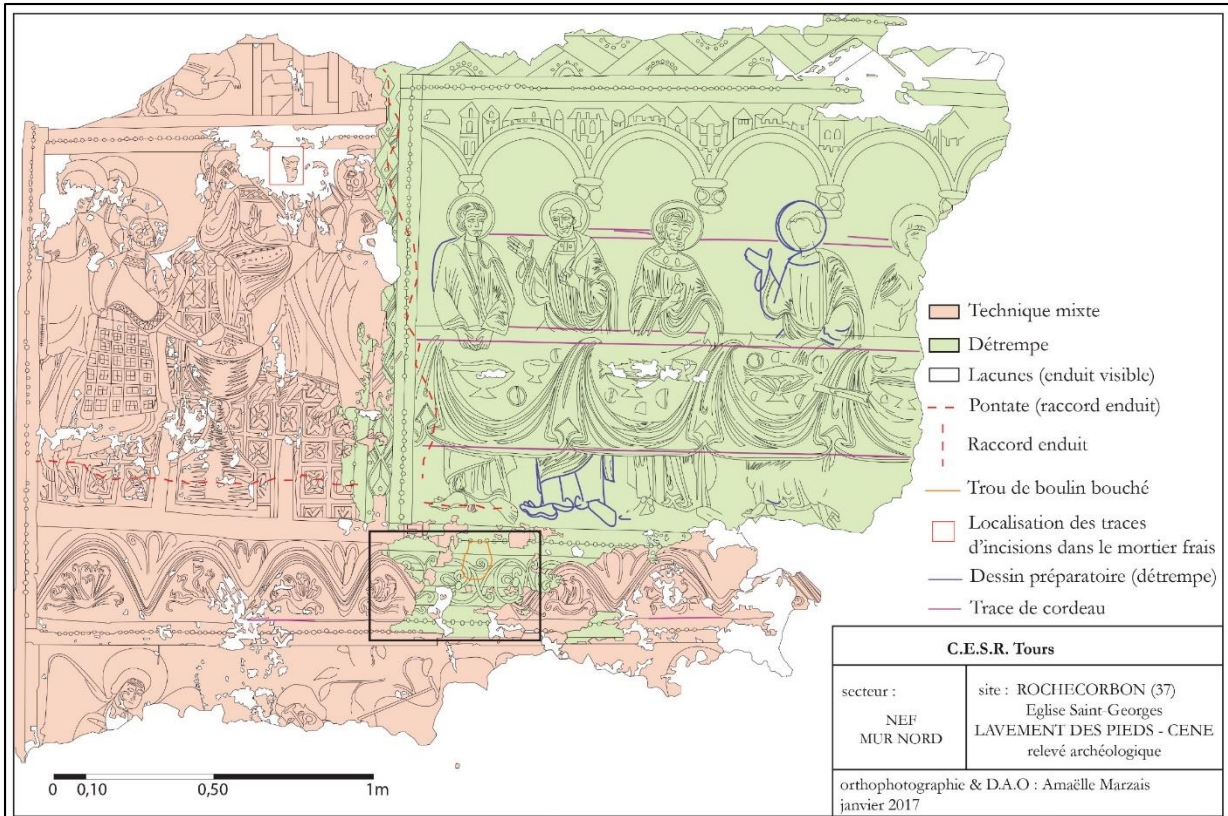 Technique mixte
Détrempe
Lacunes (enduit visible)
Pontate (raccord enduit)
Raccord enduit
Trou de boulin bouché
Localisation des traces
d'incisions dans le mortier frais
Dessin préparatoire (détrempe)
Trace de cordeau
C.E.S.R. Tours
secteur :
NEF
MUR NORD
site : ROCHECORBON (37)
Eglise Saint-Georges
LAVEMENT DES PIEDS - CENE
relevé archéologique
orthophotographie & D.A.O : Amaëlle Marzais
janvier 2017
0 0,10 0,50 1m